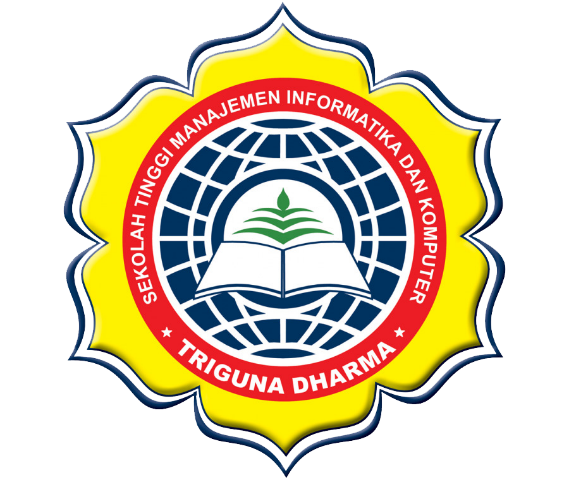 SEKOLAH TINGGI MANAJEMEN INFORMATIKA DAN KOMPUTER
TRIGUNA DHARMA